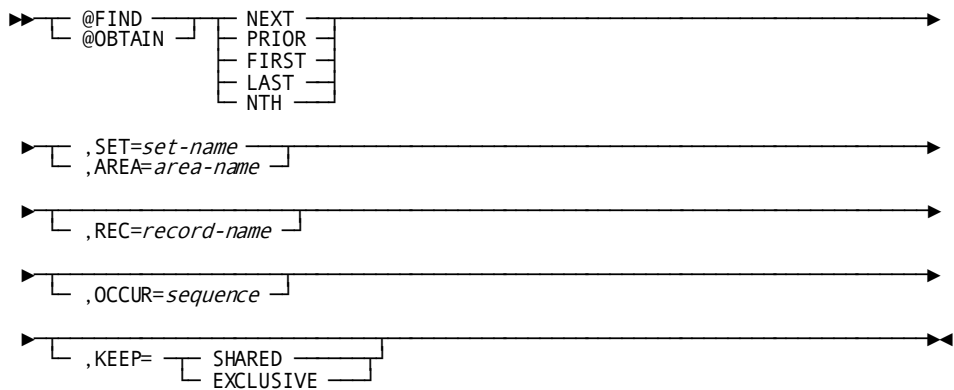 @FIND NEXT
@OBTAIN PRIOR
FIRST
LAST
NTH
,SET=set-name
,AREA=area-name
,REC=record-name
,OCCUR=sequence
,KEEP= SHARED
EXCLUSIVE